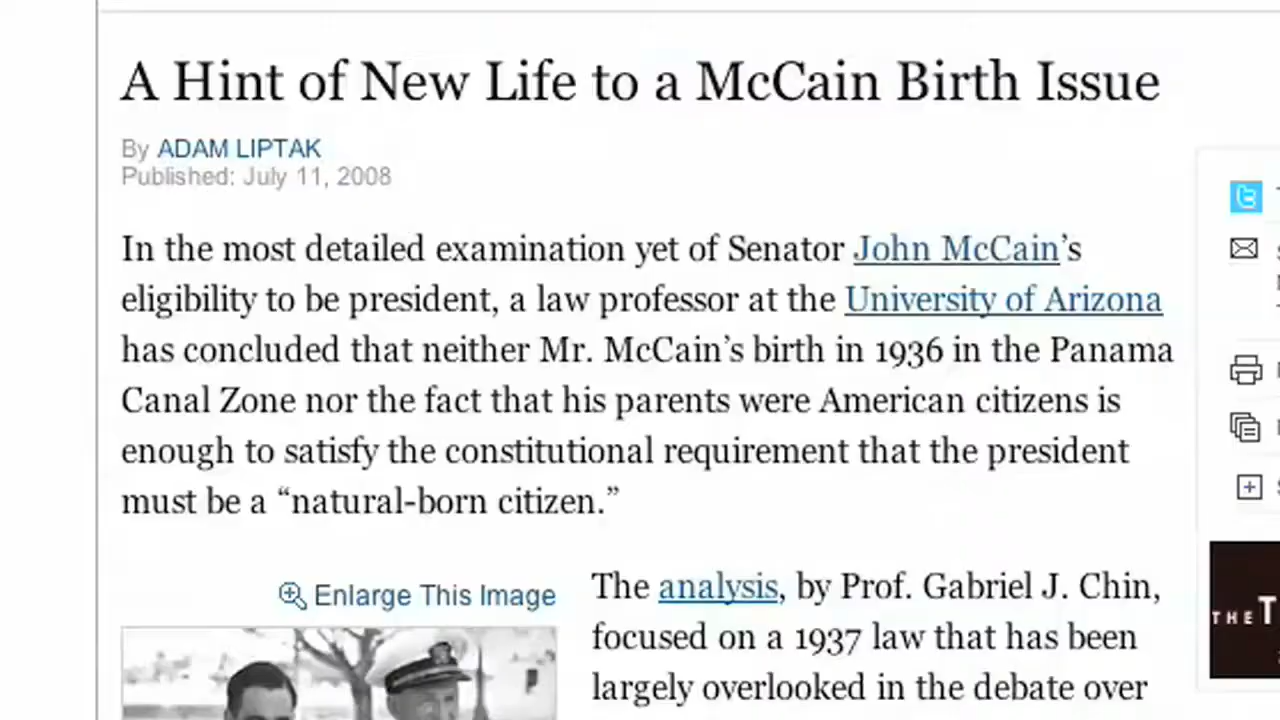 A Hint of New Life to a McCain Birth Issue
By ADAM LIPTAK
Published: July 11, 2008
In the most detailed examination yet of Senator John McCain’s
eligibility to be president, a law professor at the University of Arizona
has concluded that neither Mr. McCain’s birth in 1936 in the Panama
Canal Zone nor the fact that his parents were American citizens is
enough to satisfy the constitutional requirement that the president
must be a “natural-born citizen.”
Enlarge This Image
The analysis, by Prof. Gabriel J. Chin,
focused on a 1937 law that has been
largely overlooked in the debate over
THE